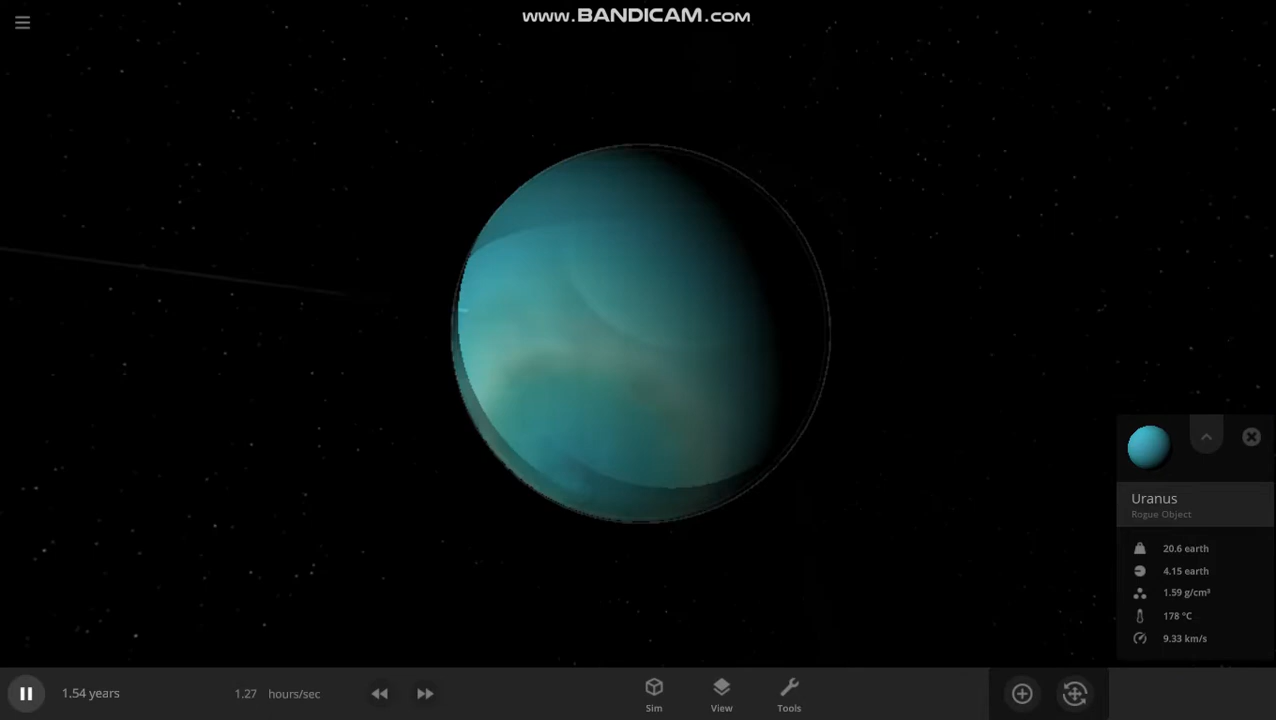 www.BANDICAM.com
Uranus
Rogue Object
20.6 earth
4.15 earth
1.59 g/cm³
178 °C
9.33 km/s
1.54 years
1.27 hours/sec
Sim
View
Tools